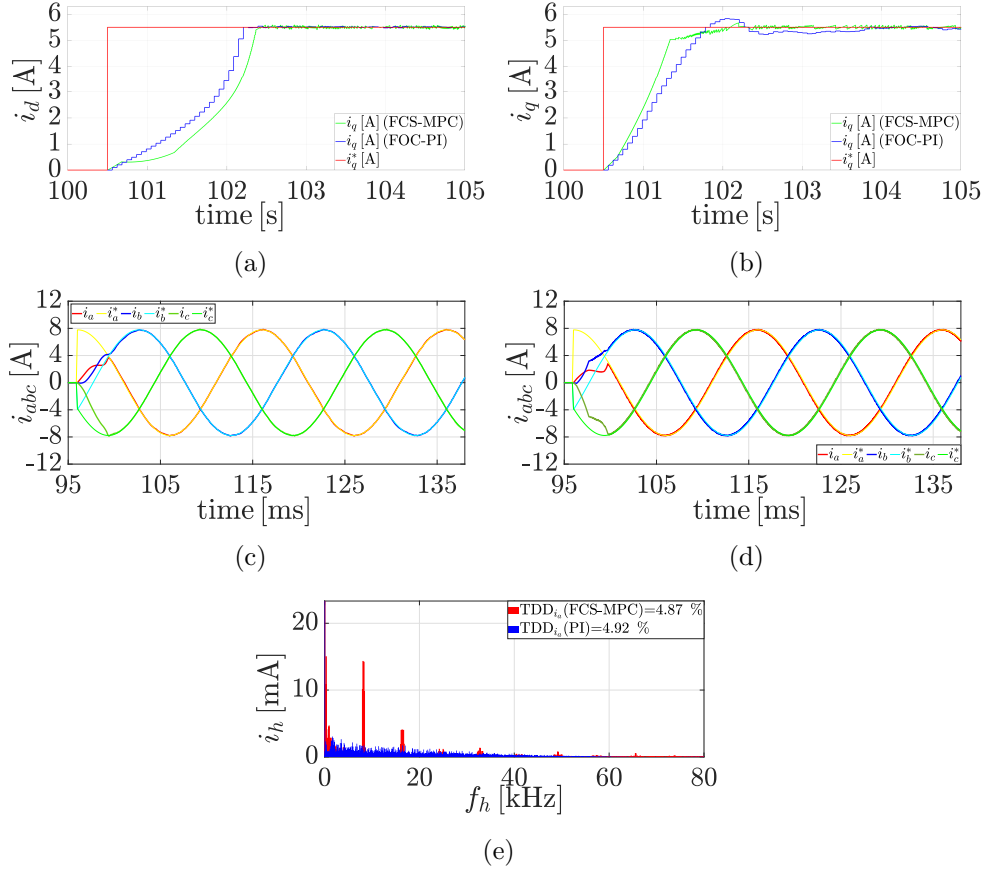 6
5
4
3
2
1
0
i_d [A]
i_q [A] (FCS-MPC)
i_q [A] (FOC-PI)
i_q^* [A]
100 101 102 103 104 105
time [s]
(a)
6
5
4
3
2
1
0
i_q [A]
i_q [A] (FCS-MPC)
i_q [A] (FOC-PI)
i_q^* [A]
100 101 102 103 104 105
time [s]
(b)
12
8
4
0
-4
-8
-12
i_abc [A]
i_a i_a^* i_b i_b^* i_c i_c^*
95 105 115 125 135
time [ms]
(c)
12
8
4
0
-4
-8
-12
i_abc [A]
i_a i_a^* i_b i_b^* i_c i_c^*
95 105 115 125 135
time [ms]
(d)
20
10
0
i_h [mA]
TDD_{i_a}(FCS-MPC)=4.87 %
TDD_{i_a}(PI)=4.92 %
0 20 40 60 80
f_h [kHz]
(e)